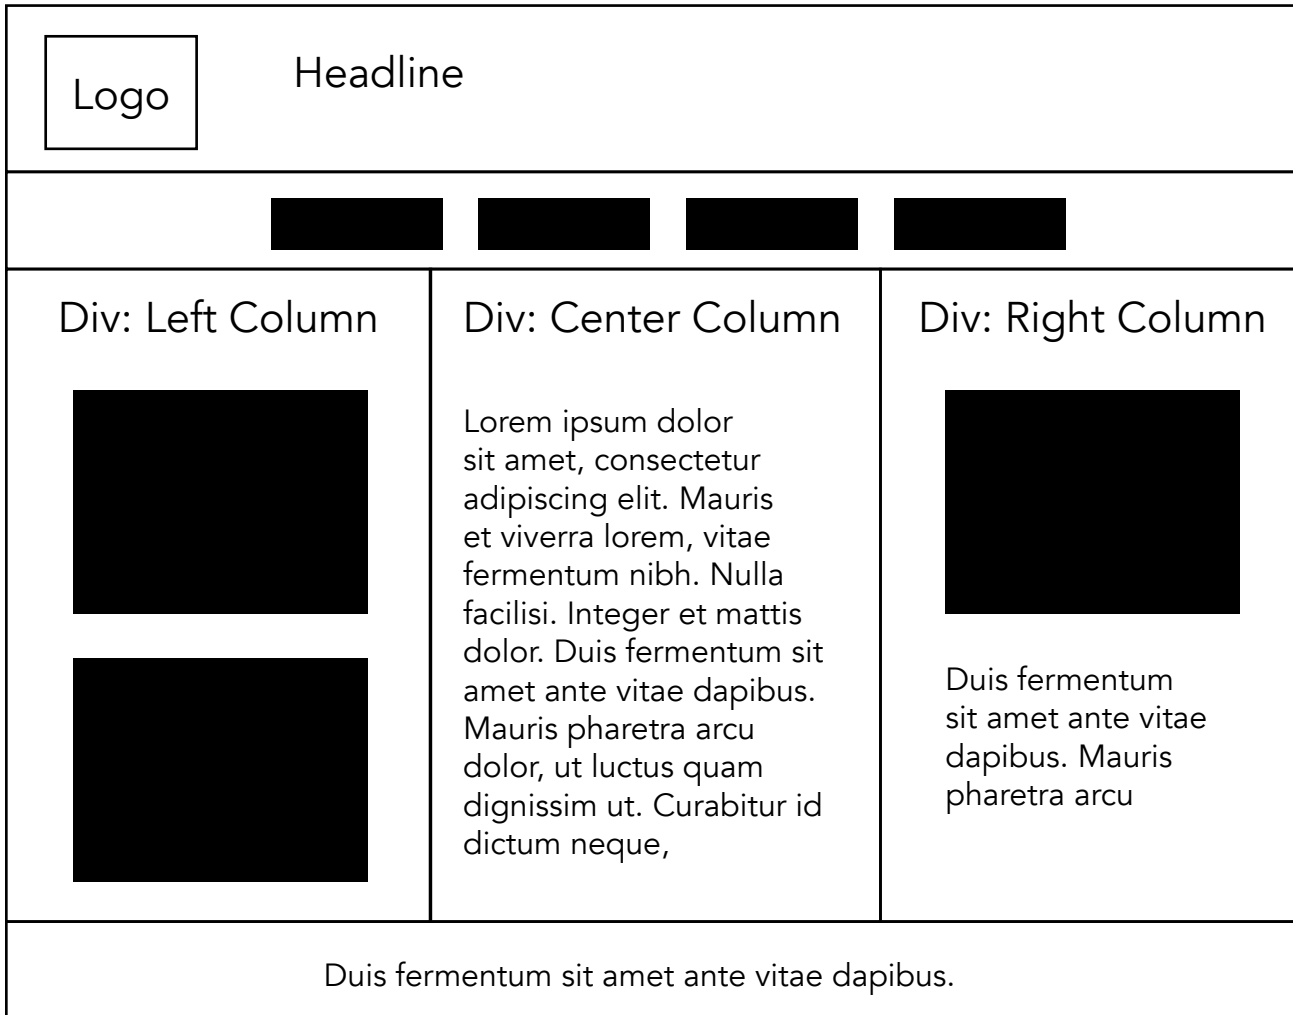 Logo
Headline
Div: Left Column
Div: Center Column
Div: Right Column
Lorem ipsum dolor
sit amet, consectetur
adipiscing elit. Mauris
et viverra lorem, vitae
fermentum nibh. Nulla
facilisi. Integer et mattis
dolor. Duis fermentum sit
amet ante vitae dapibus.
Mauris pharetra arcu
dolor, ut luctus quam
dignissim ut. Curabitur id
dictum neque,
Duis fermentum
sit amet ante vitae
dapibus. Mauris
pharetra arcu
Duis fermentum sit amet ante vitae dapibus.